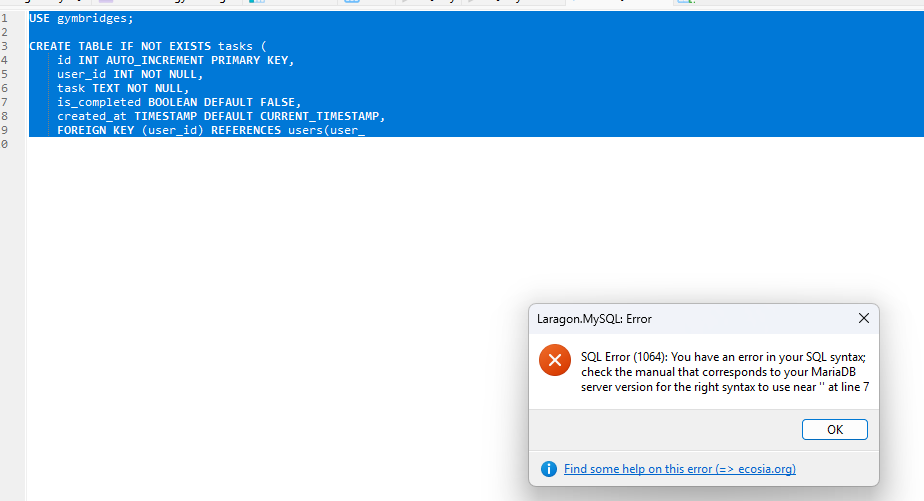 1 USE gymbridges;
2
3 CREATE TABLE IF NOT EXISTS tasks (
4 id INT AUTO_INCREMENT PRIMARY KEY,
5 user_id INT NOT NULL,
6 task TEXT NOT NULL,
7 is_completed BOOLEAN DEFAULT FALSE,
8 created_at TIMESTAMP DEFAULT CURRENT_TIMESTAMP,
9 FOREIGN KEY (user_id) REFERENCES users(user_
0
Laragon.MySQL: Error
SQL Error (1064): You have an error in your SQL syntax;
check the manual that corresponds to your MariaDB
server version for the right syntax to use near '' at line 7
OK
Find some help on this error (=> ecosia.org)